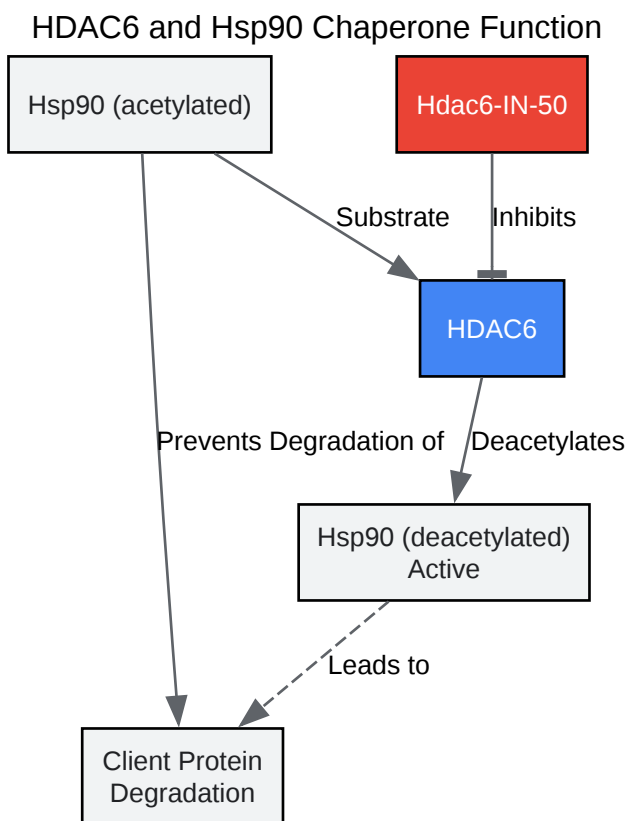 HDAC6 and Hsp90 Chaperone Function
Hsp90 (acetylated)
Hdac6-IN-50
Substrate
Inhibits
HDAC6
Prevents Degradation of
Deacetylates
Hsp90 (deacetylated)
Active
Leads to
Client Protein
Degradation